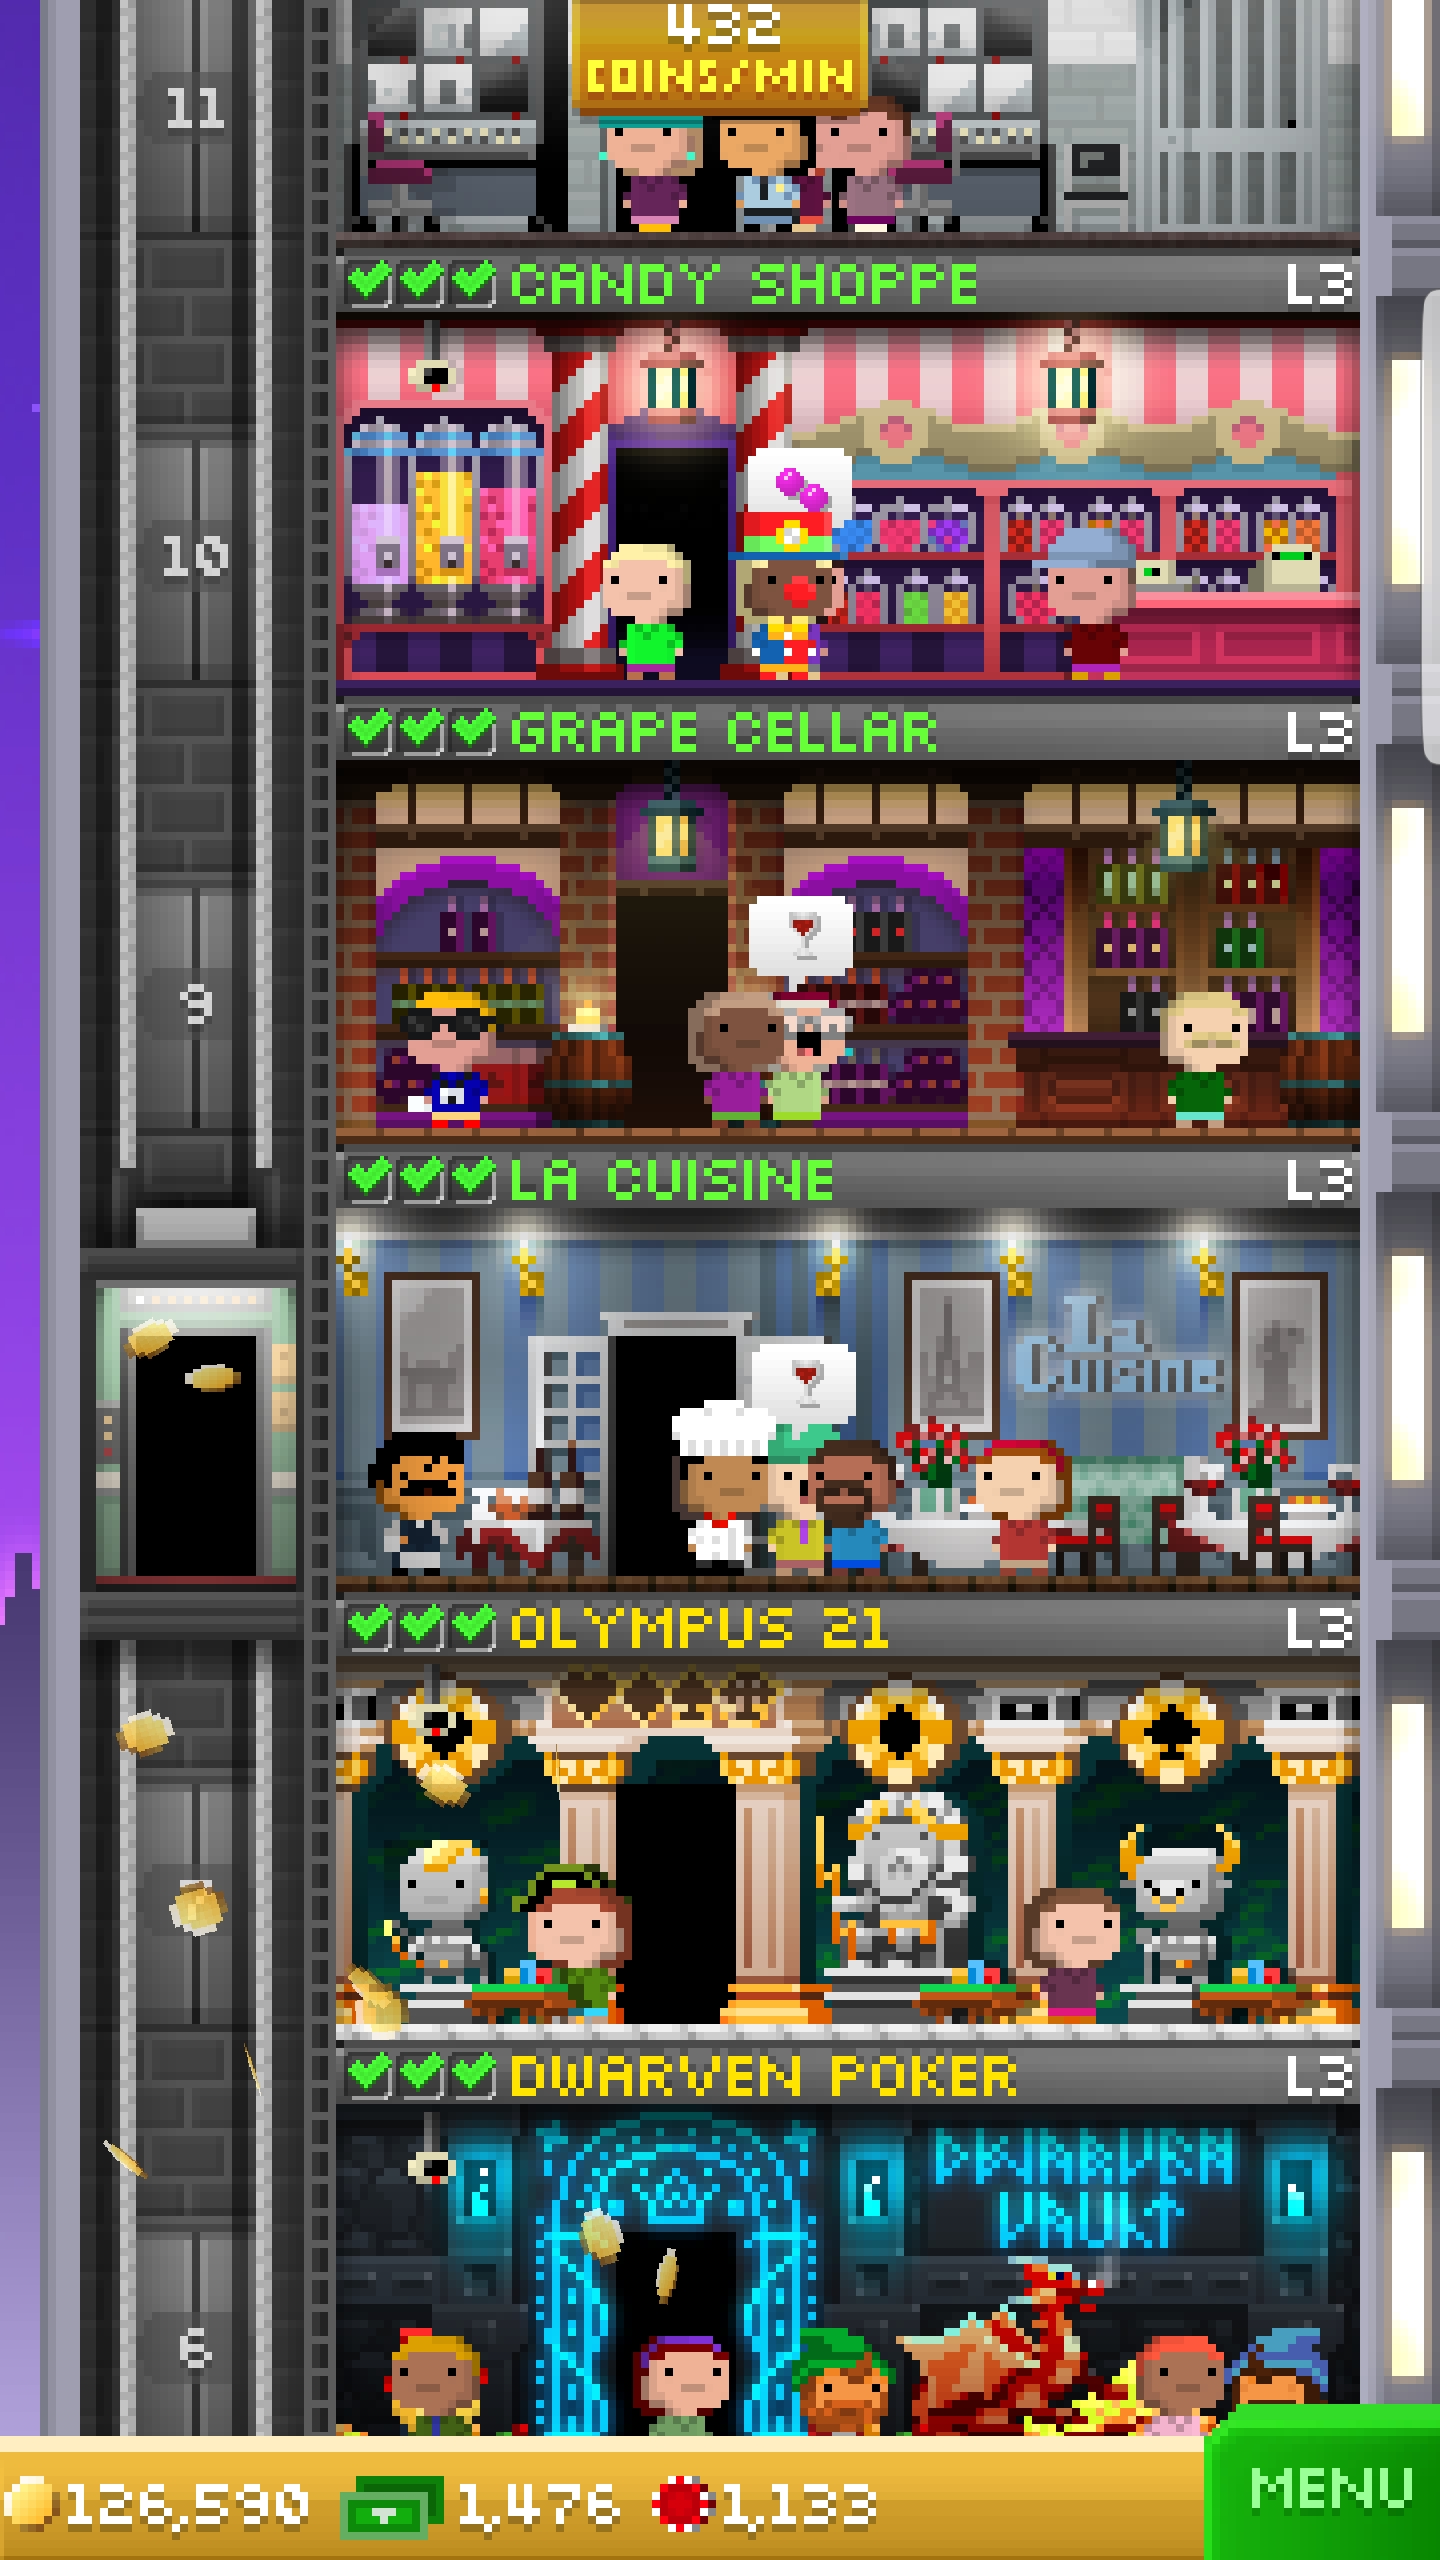 432
COINS/MIN
11
CANDY SHOPPE L3
10
GRAPE CELLAR L3
9
LA CUISINE L3
La
Cuisine
OLYMPUS 21 L3
DWARVEN POKER L3
DWARVEN
VAULT
6
126,590 1,476 1,133
MENU